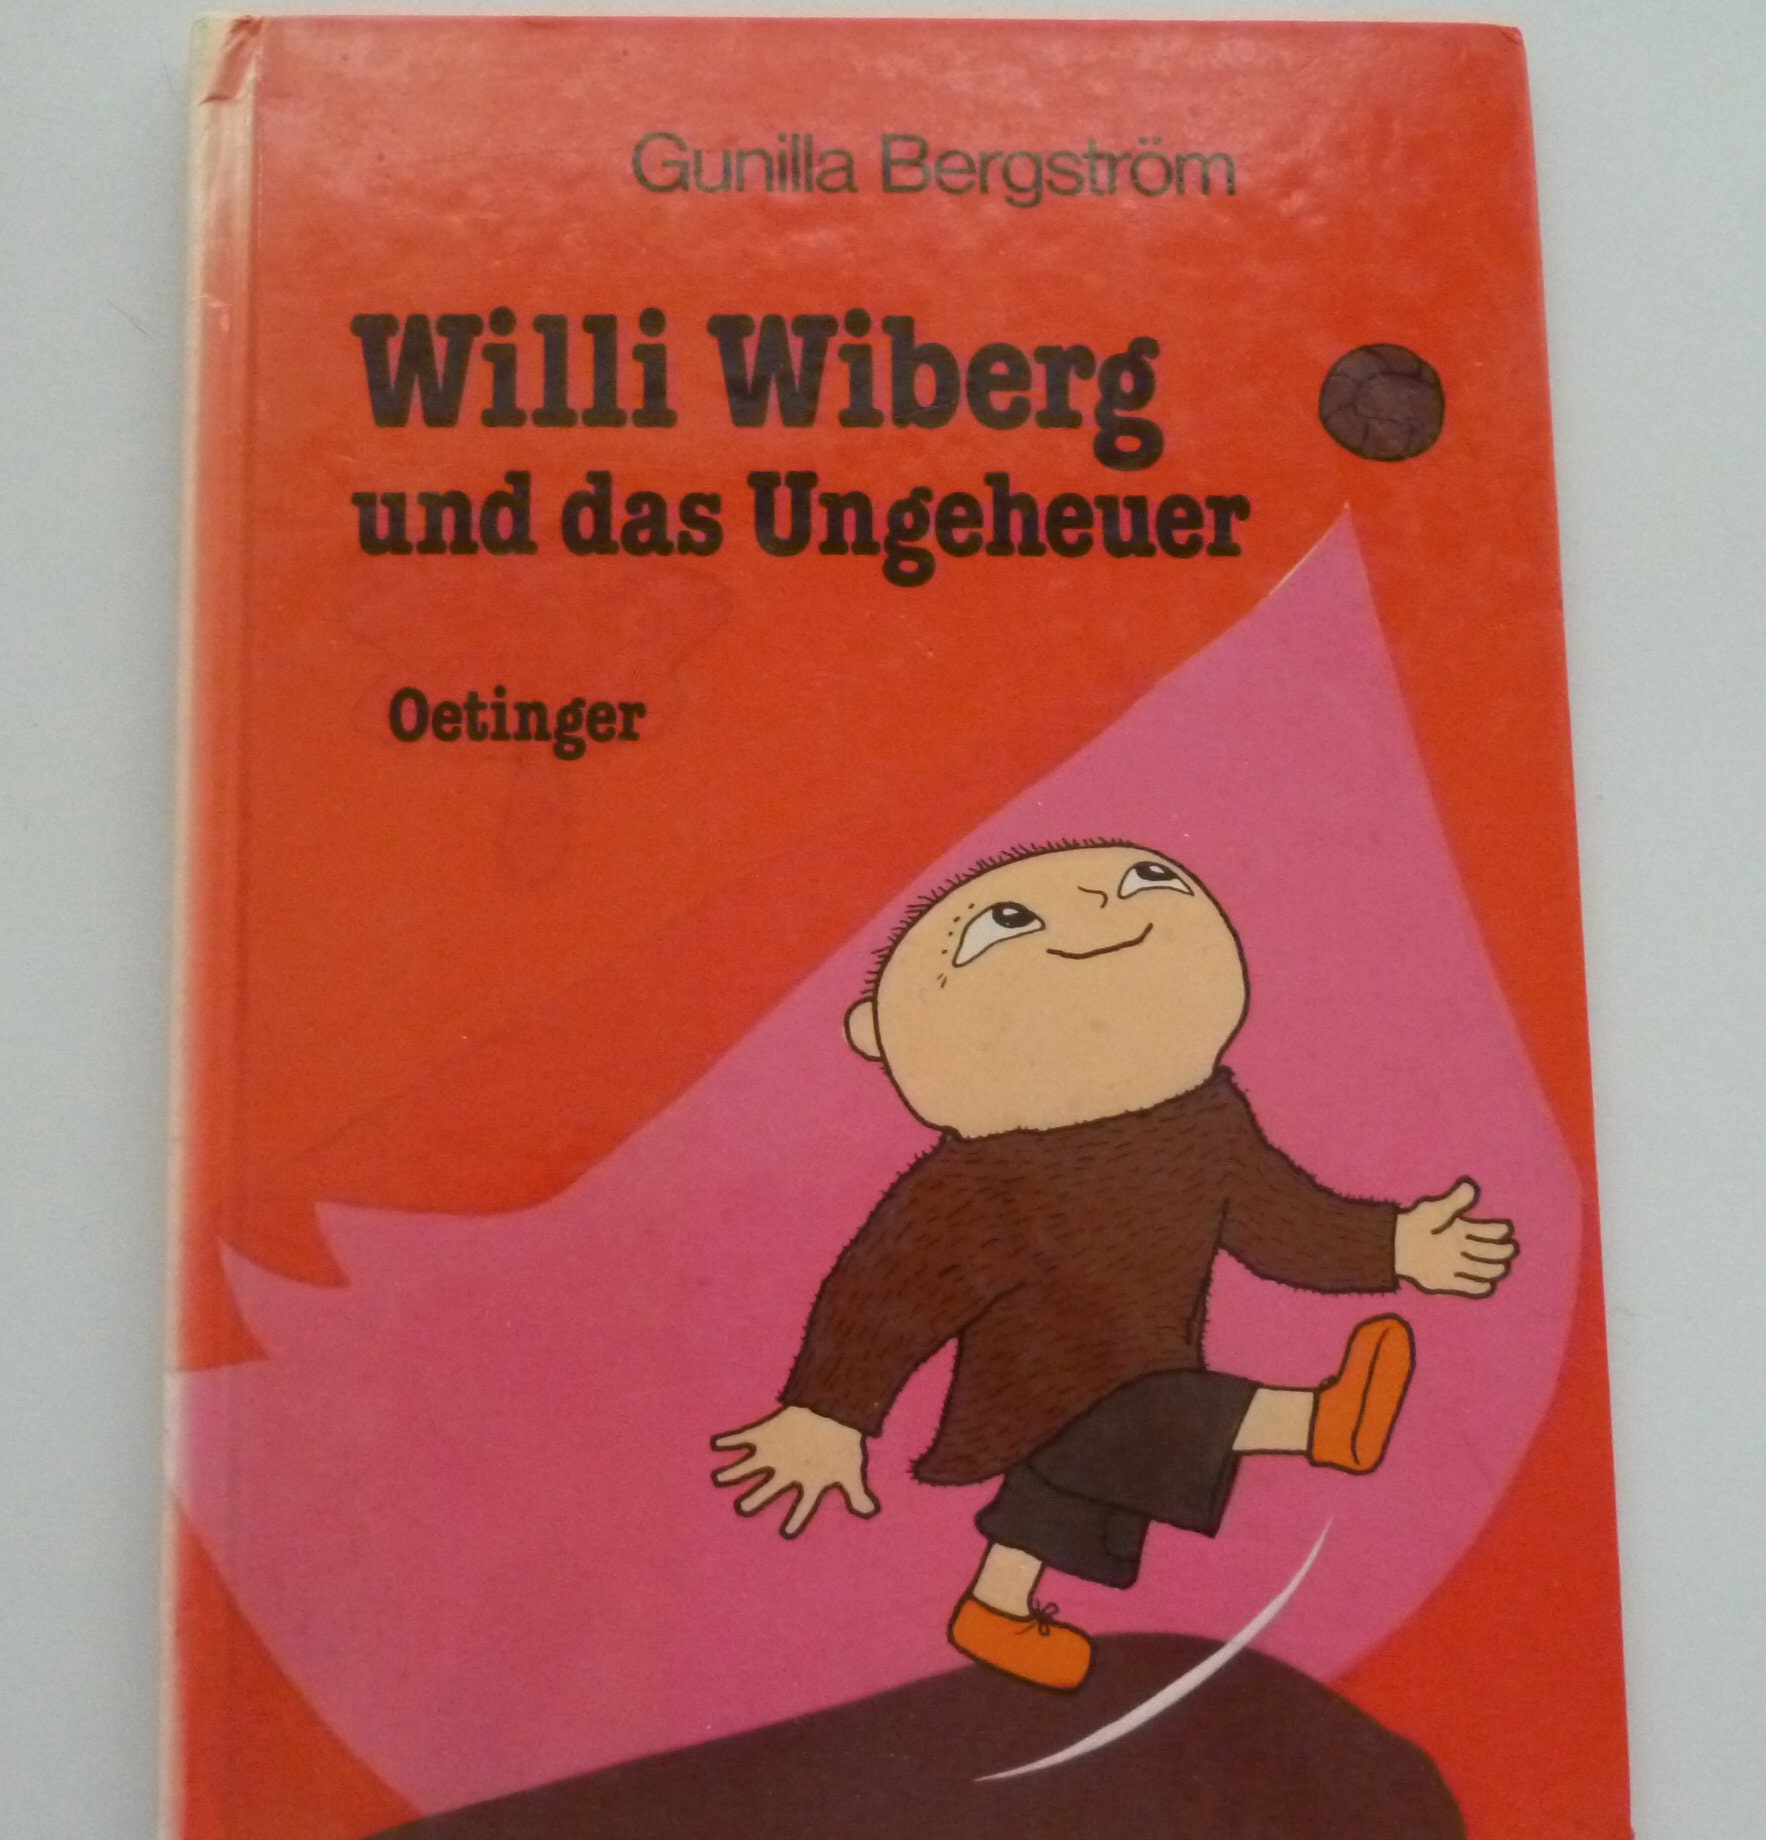 Gunilla Bergström
Willi Wiberg
und das Ungeheuer
Oetinger